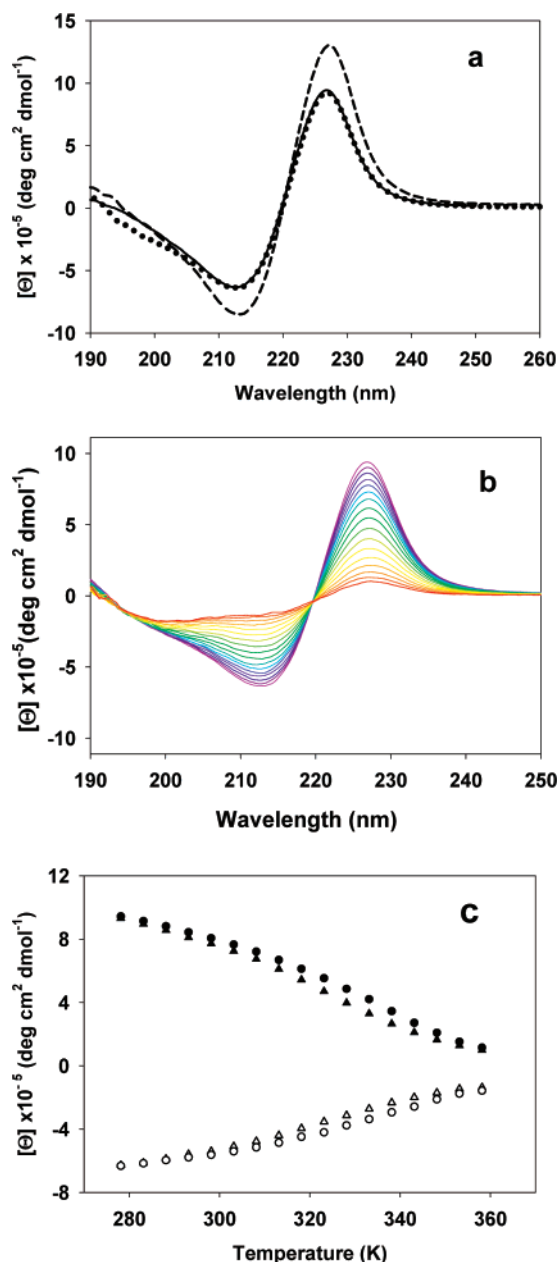 a
[Θ] x 10⁻⁵ (deg cm² dmol⁻¹)
15
10
5
0
-5
-10
190 200 210 220 230 240 250 260
Wavelength (nm)
b
[Θ] x10⁻⁵(deg cm² dmol⁻¹)
10
5
0
-5
-10
190 200 210 220 230 240 250
Wavelength (nm)
c
[Θ] x10⁻⁵ (deg cm² dmol⁻¹)
12
8
4
0
-4
-8
280 300 320 340 360
Temperature (K)